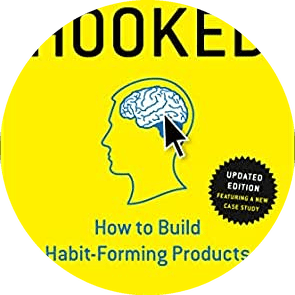 HOOKED
UPDATED
EDITION
FEATURING A NEW
CASE STUDY
How to Build
Habit-Forming Products